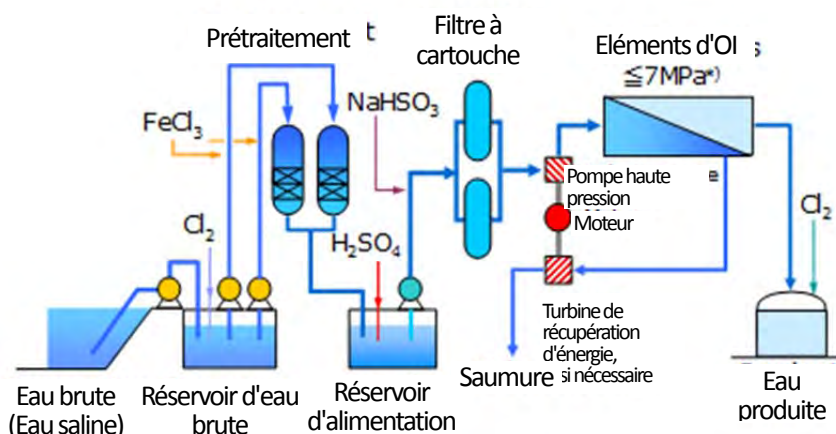 Prétraitement t
Filtre à
cartouche
Eléments d'OI s
≦7MPa*)
FeCl₃
NaHSO₃
Cl₂
H₂SO₄
Pompe haute
pression
e
Moteur
Cl₂
Turbine de
récupération
d'énergie,
si nécessaire
Saumure
Eau brute
(Eau saline)
Réservoir d'eau
brute
Réservoir
d'alimentation
Eau
produite